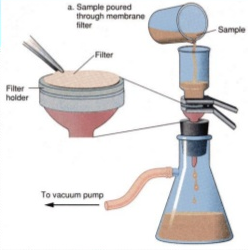 a. Sample poured
through membrane
filter
Sample
Filter
Filter
holder
To vacuum pump